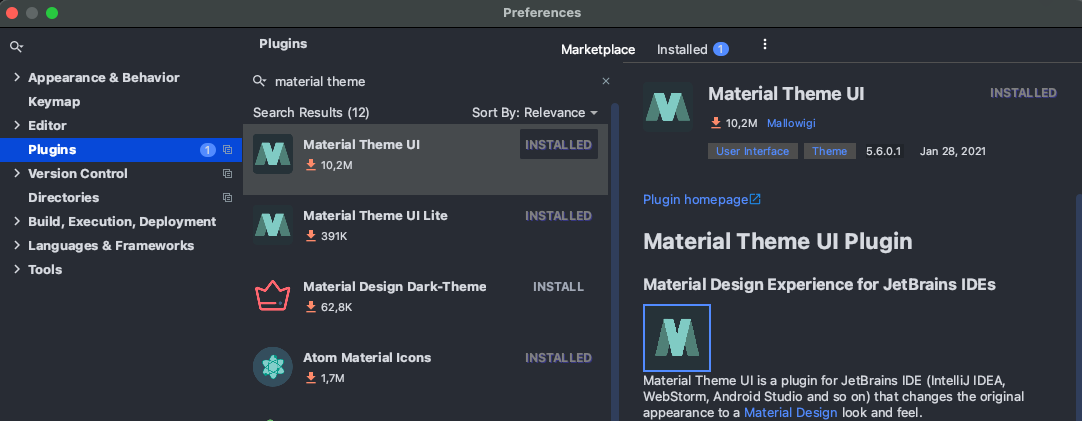 Preferences
Appearance & Behavior
Keymap
Editor
Plugins 1
Version Control
Directories
Build, Execution, Deployment
Languages & Frameworks
Tools
Plugins
Marketplace
Installed 1
material theme
Search Results (12)
Sort By: Relevance
Material Theme UI
10,2M
INSTALLED
Material Theme UI Lite
391K
INSTALLED
Material Design Dark-Theme
62,8K
INSTALL
Atom Material Icons
1,7M
INSTALLED
Material Theme UI
INSTALLED
10,2M Mallowigi
User Interface Theme 5.6.0.1 Jan 28, 2021
Plugin homepage
Material Theme UI Plugin
Material Design Experience for JetBrains IDEs
Material Theme UI is a plugin for JetBrains IDE (IntelliJ IDEA,
WebStorm, Android Studio and so on) that changes the original
appearance to a Material Design look and feel.